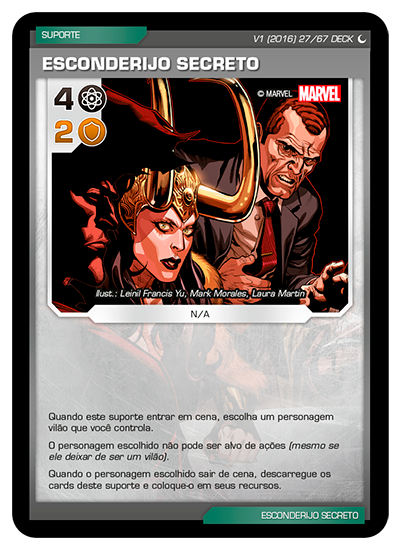 SUPORTE
V1 (2016) 27/67 DECK
ESCONDERIJO SECRETO
4
© MARVEL MARVEL
2
Ilust.: Leinil Francis Yu, Mark Morales, Laura Martin
N/A
Quando este suporte entrar em cena, escolha um personagem
vilão que você controla.
O personagem escolhido não pode ser alvo de ações (mesmo se
ele deixar de ser um vilão).
Quando o personagem escolhido sair de cena, descarregue os
cards deste suporte e coloque-o em seus recursos.
ESCONDERIJO SECRETO